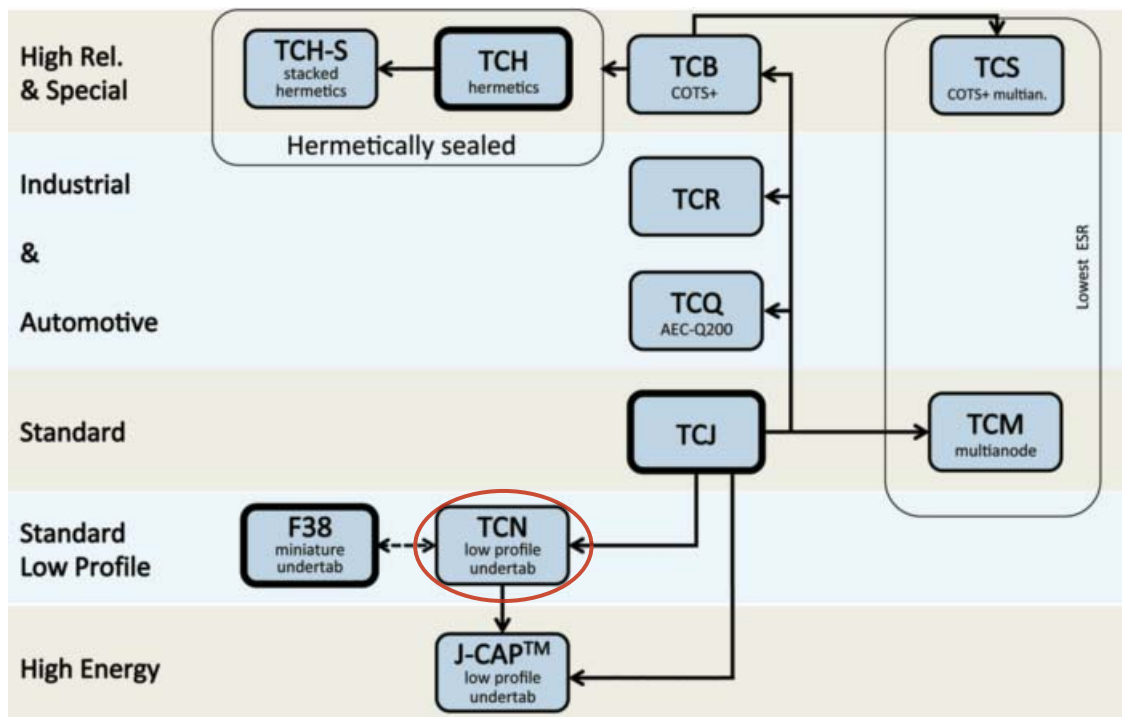 High Rel.
& Special
TCH-S
stacked
hermetics
TCH
hermetics
TCB
COTS+
TCS
COTS+ multian.
Hermetically sealed
Industrial
&
Automotive
TCR
TCQ
AEC-Q200
Lowest ESR
Standard
TCJ
TCM
multianode
Standard
Low Profile
F38
miniature
undertab
TCN
low profile
undertab
High Energy
J-CAP™
low profile
undertab